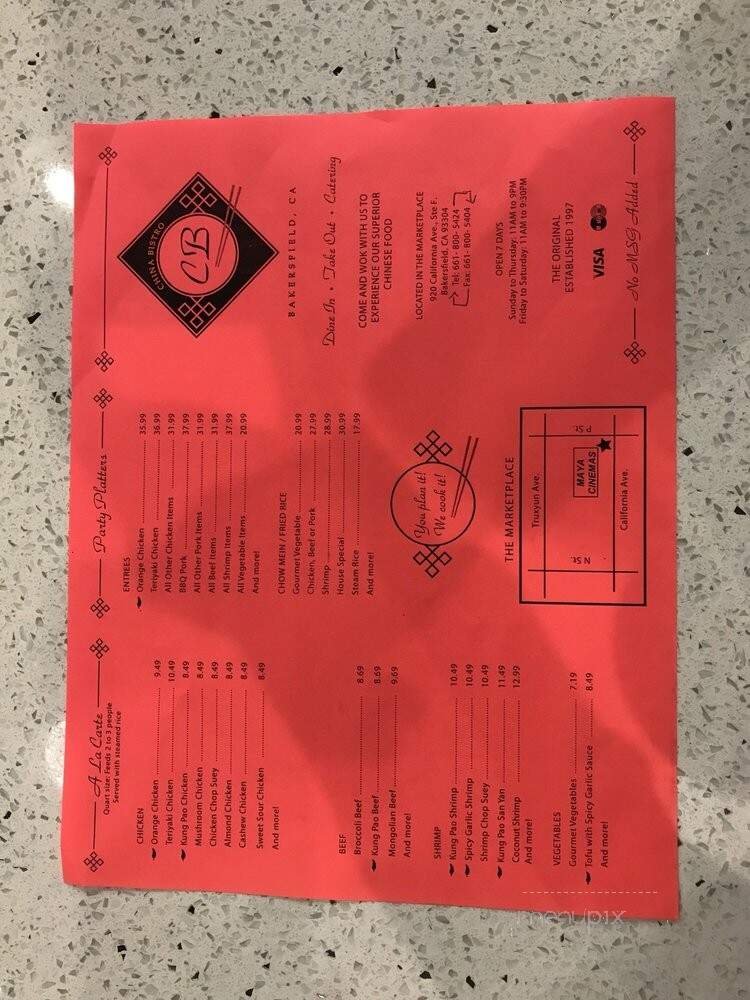 A La Carte
Quart size: Feeds 2 to 3 people
Served with steamed rice
CHICKEN
Orange Chicken 9.49
Teriyaki Chicken 10.49
Kung Pao Chicken 8.49
Mushroom Chicken 8.49
Chicken Chop Suey 8.49
Almond Chicken 8.49
Cashew Chicken 8.49
Sweet Sour Chicken 8.49
And more!
BEEF
Broccoli Beef 8.69
Kung Pao Beef 8.69
Mongolian Beef 9.69
And more!
SHRIMP
Kung Pao Shrimp 10.49
Spicy Garlic Shrimp 10.49
Shrimp Chop Suey 10.49
Kung Pao San Yan 11.49
Coconut Shrimp 12.99
And more!
VEGETABLES
Gourmet Vegetables 7.19
Tofu with Spicy Garlic Sauce 8.49
And more!
Party Platters
ENTREES
Orange Chicken 35.99
Teriyaki Chicken 36.99
All Other Chicken Items 31.99
BBQ Pork 37.99
All Other Pork Items 31.99
All Beef Items 31.99
All Shrimp Items 37.99
All Vegetable Items 20.99
And more!
CHOW MEIN / FRIED RICE
Gourmet Vegetable 20.99
Chicken, Beef or Pork 27.99
Shrimp 28.99
House Special 30.99
Steam Rice 17.99
And more!
You plan it!
We cook it!
THE MARKETPLACE
Truxyun Ave.
N St.
P St.
MAYA
CINEMAS
California Ave.
CHINA BISTRO
CB
BAKERSFIELD, CA
Dine In • Take Out • Catering
COME AND WOK WITH US TO
EXPERIENCE OUR SUPERIOR
CHINESE FOOD
LOCATED IN THE MARKETPLACE
920 California Ave., Ste F.
Bakersfield, CA 93304
Tel: 661- 800- 5424
Fax: 661- 800- 5404
OPEN 7 DAYS
Sunday to Thursday: 11AM to 9PM
Friday to Saturday: 11AM to 9:30PM
THE ORIGINAL
ESTABLISHED 1997
VISA
No MSG Added
menupix